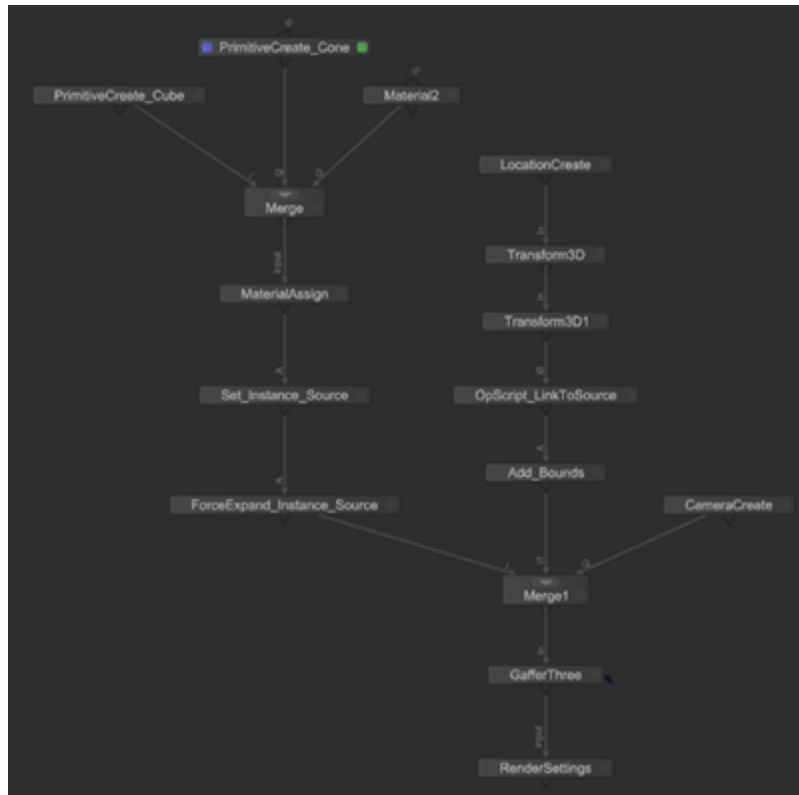 PrimitiveCreate_Cone
PrimitiveCreate_Cube
Material2
LocationCreate
Merge
Transform3D
input
MaterialAssign
Transform3D1
Set_Instance_Source
OpScript_LinkToSource
Add_Bounds
ForceExpand_Instance_Source
CameraCreate
Merge1
GafferThree
input
RenderSettings